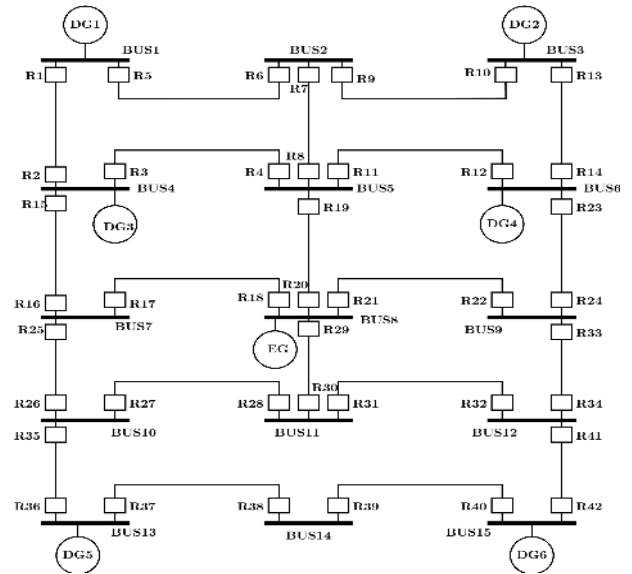 DG1 DG2
BUS1 BUS2 BUS3
R1 R5 R6 R7 R9 R10 R13
R2 R3 R4 R8 R11 R12 R14
BUS4 BUS5 BUS6
R15 R19 R23
DG3 DG4
R16 R17 R18 R20 R21 R22 R24
BUS7 BUS8 BUS9
R25 R29 R33
EG
R26 R27 R28 R30 R31 R32 R34
BUS10 BUS11 BUS12
R35 R41
R36 R37 R38 R39 R40 R42
BUS13 BUS14 BUS15
DG5 DG6